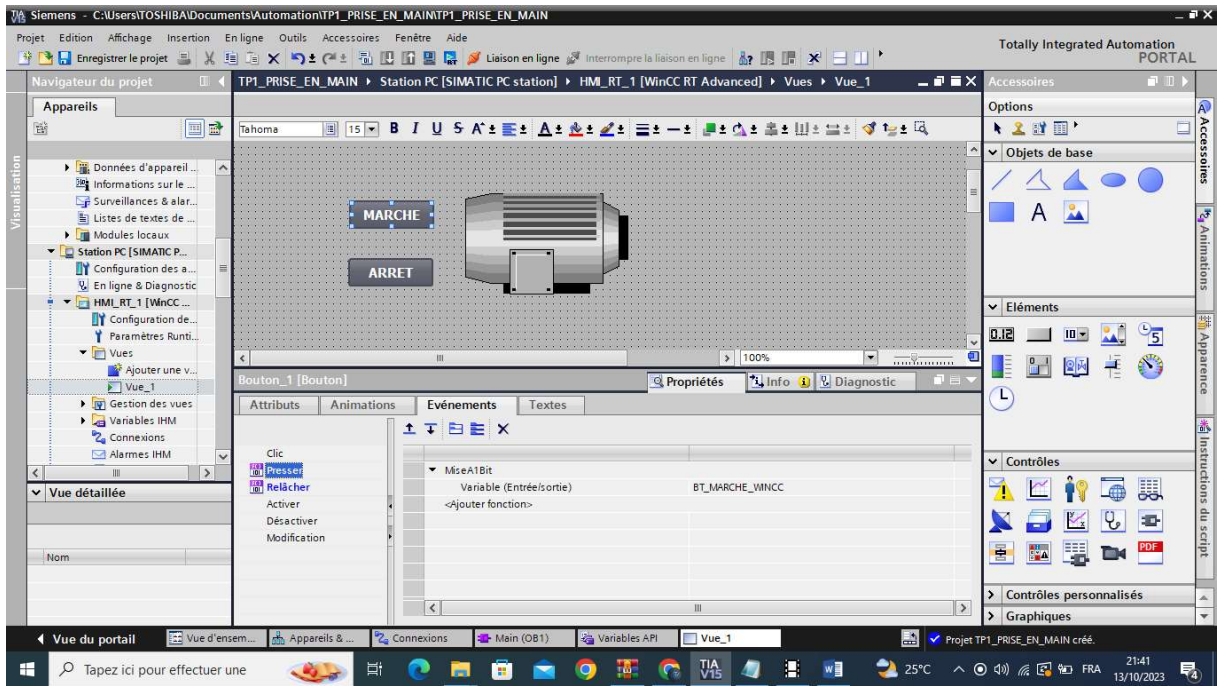 Siemens - C:\Users\TOSHIBA\Documents\Automation\TP1_PRISE_EN_MAIN\TP1_PRISE_EN_MAIN
Projet Edition Affichage Insertion En ligne Outils Accessoires Fenêtre Aide
Totally Integrated Automation
PORTAL
Enregistrer le projet Liaison en ligne Interrompre la liaison en ligne
Navigateur du projet
TP1_PRISE_EN_MAIN Station PC [SIMATIC PC station] HMI_RT_1 [WinCC RT Advanced] Vues Vue_1
Accessoires
Appareils
Options
Tahoma 15 B I U S A A
Objets de base
A
Visualisation
Données d'appareil ..
Informations sur le ...
Surveillances & alar...
Listes de textes de ...
Modules locaux
Station PC [SIMATIC P...
Configuration des a...
En ligne & Diagnostic
HMI_RT_1 [WinCC ...
Configuration de...
Paramètres Runti...
Vues
Ajouter une v...
Vue_1
Gestion des vues
Variables IHM
Connexions
Alarmes IHM
Vue détaillée
Nom
MARCHE
ARRET
100%
Bouton_1 [Bouton]
Propriétés Info Diagnostic
Attributs Animations Evénements Textes
Clic
Presser
Relâcher
Activer
Désactiver
Modification
MiseA1Bit
Variable (Entrée/sortie) BT_MARCHE_WINCC
<Ajouter fonction>
Eléments
0.12
10
5
Contrôles
PDF
Contrôles personnalisés
Graphiques
Accessoires
Animations
Apparence
Instructions du script
Vue du portail Vue d'ensem... Appareils & ... Connexions Main (OB1) Variables API Vue_1 Projet TP1_PRISE_EN_MAIN créé.
Tapez ici pour effectuer une
TIA
V15
25°C FRA
21:41
13/10/2023
4